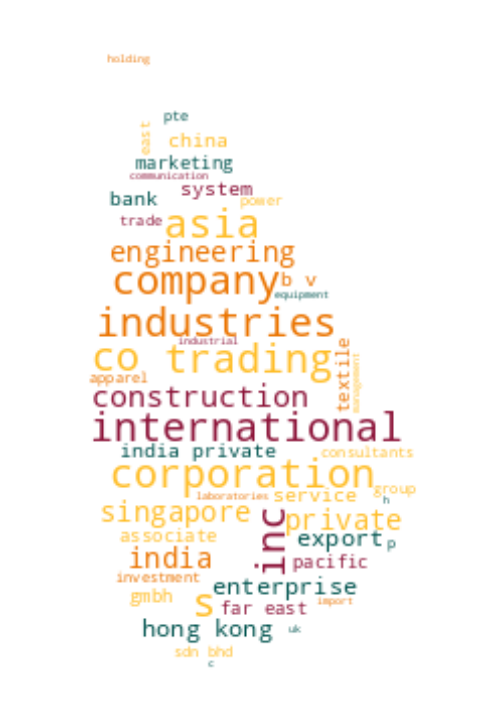 holding
pte
east
china
marketing
communication
system
bank
power
trade
asia
engineering
company
b v
equipment
industries
industrial
co
trading
textile
management
apparel
construction
international
india private
consultants
corporation
group
laboratories
service
h
singapore
inc
private
associate
export
p
india
pacific
investment
enterprise
gmbh
s
far east
import
hong kong
uk
sdn bhd
c